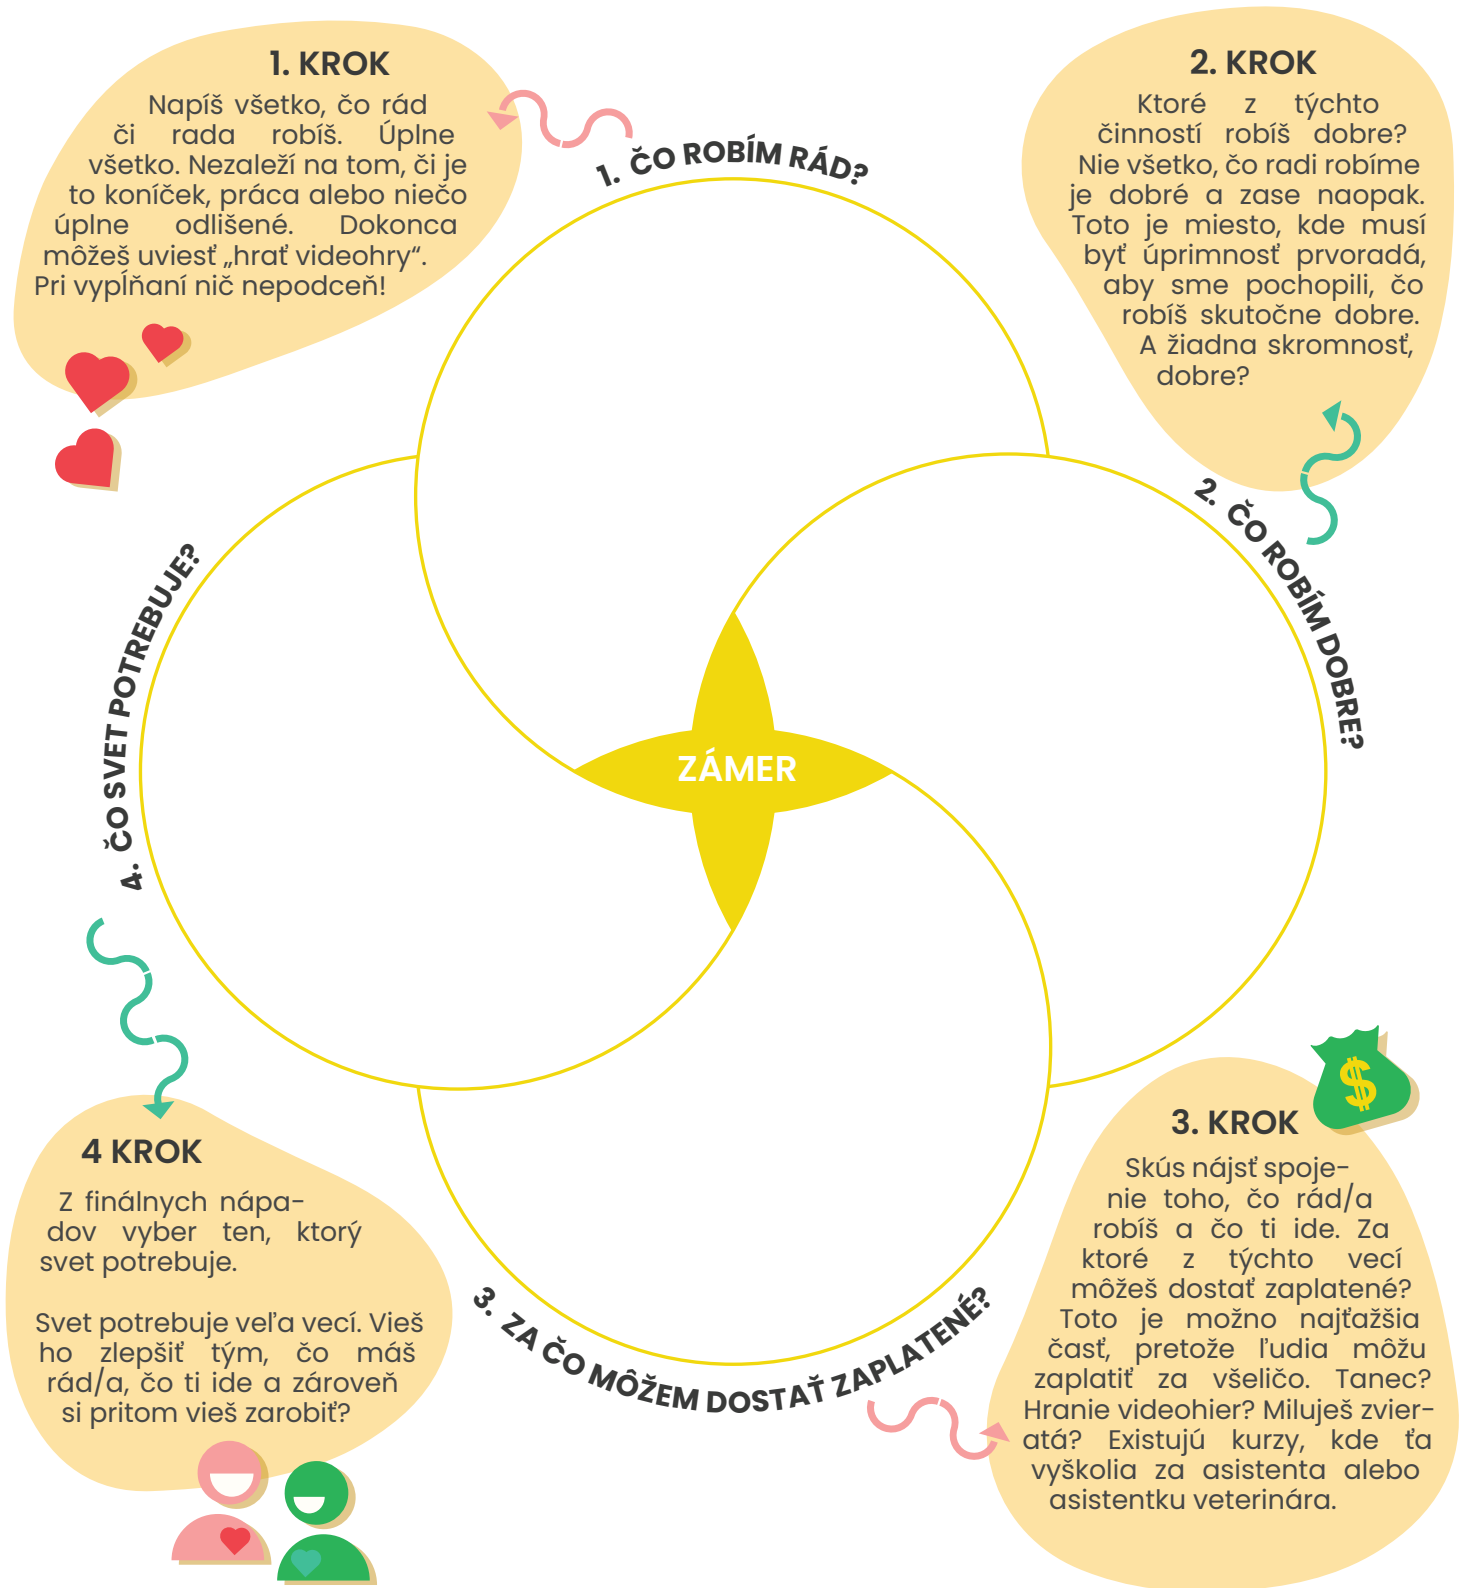 1. KROK
Napíš všetko, čo rád
či rada robíš. Úplne
všetko. Nezaleží na tom, či je
to koníček, práca alebo niečo
úplne odlišené. Dokonca
môžeš uviesť „hrať videohry“.
Pri vypĺňaní nič nepodceň!
2. KROK
Ktoré z týchto
činností robíš dobre?
Nie všetko, čo radi robíme
je dobré a zase naopak.
Toto je miesto, kde musí
byť úprimnosť prvoradá,
aby sme pochopili, čo
robíš skutočne dobre.
A žiadna skromnosť,
dobre?
1. ČO ROBÍM RÁD?
2. ČO ROBÍM DOBRE?
4. ČO SVET POTREBUJE?
ZÁMER
3. ZA ČO MÔŽEM DOSTAŤ ZAPLATENÉ?
4 KROK
Z finálnych nápa-
dov vyber ten, ktorý
svet potrebuje.
Svet potrebuje veľa vecí. Vieš
ho zlepšiť tým, čo máš
rád/a, čo ti ide a zároveň
si pritom vieš zarobiť?
$
3. KROK
Skús nájsť spoje-
nie toho, čo rád/a
robíš a čo ti ide. Za
ktoré z týchto vecí
môžeš dostať zaplatené?
Toto je možno najťažšia
časť, pretože ľudia môžu
zaplatiť za všeličo. Tanec?
Hranie videohier? Miluješ zvier-
atá? Existujú kurzy, kde ťa
vyškolia za asistenta alebo
asistentku veterinára.